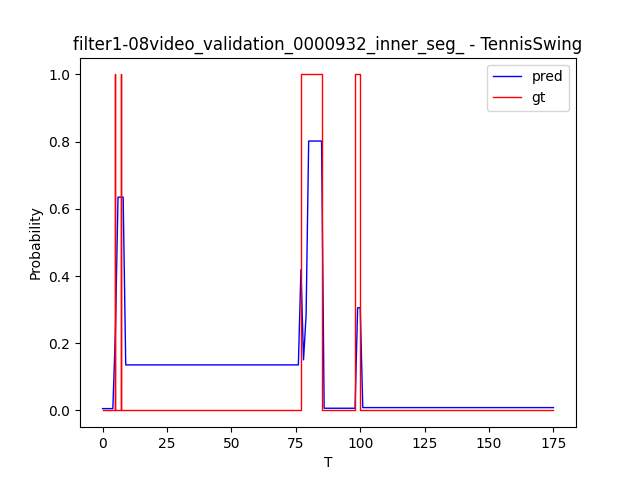 filter1-08video_validation_0000932_inner_seg_ - TennisSwing
pred
gt
1.0
0.8
0.6
0.4
0.2
0.0
Probability
0
25
50
75
100
125
150
175
T